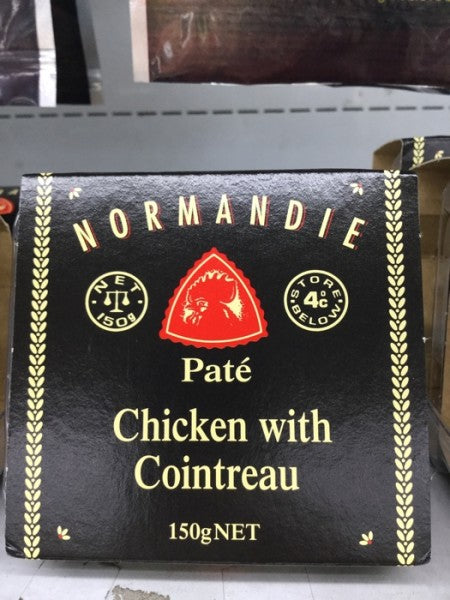 NORMANDIE
NET
150g
STORE
4°C
BELOW
Paté
Chicken with
Cointreau
150gNET